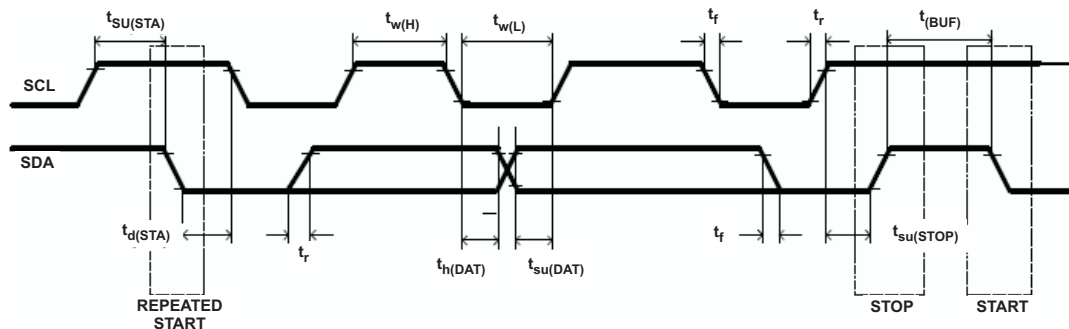 tSU(STA)
tw(H)
tw(L)
tf
tr
t(BUF)
SCL
SDA
td(STA)
tr
th(DAT)
tsu(DAT)
tf
tsu(STOP)
REPEATED
START
STOP
START